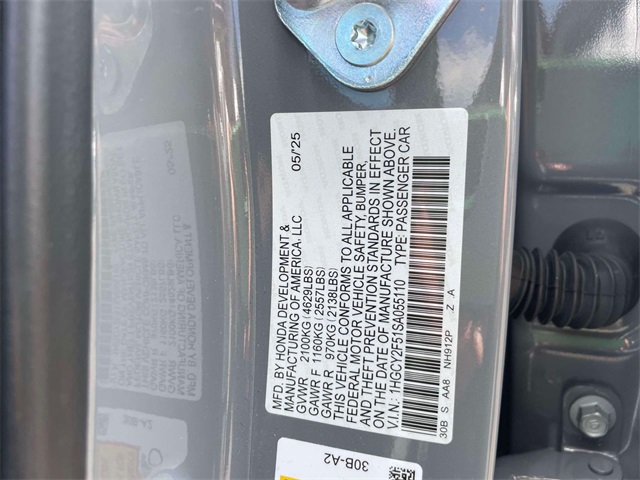 MFD. BY HONDA DEVELOPMENT &
MANUFACTURING OF AMERICA, LLC 05/'25
GVWR 2100KG(4629LBS)
GAWR F 1160KG(2557LBS)
GAWR R 970KG(2138LBS)
THIS VEHICLE CONFORMS TO ALL APPLICABLE
FEDERAL MOTOR VEHICLE SAFETY, BUMPER,
AND THEFT PREVENTION STANDARDS IN EFFECT
ON THE DATE OF MANUFACTURE SHOWN ABOVE.
V.I.N.: 1HGCY2F51SA055110 TYPE: PASSENGER CAR
30B S AA8 NH912P Z A
30B-A2